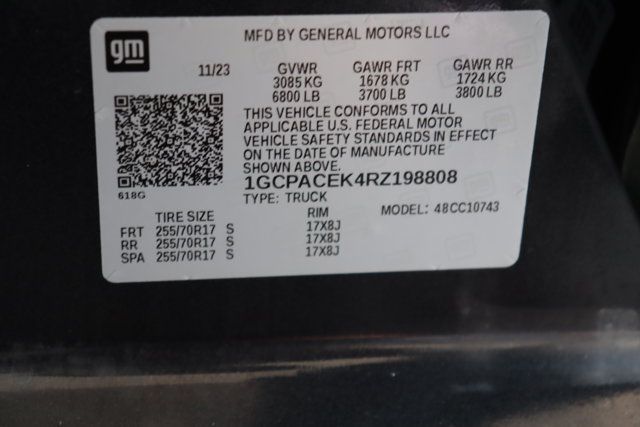 gm
MFD BY GENERAL MOTORS LLC
11/23 GVWR GAWR FRT GAWR RR
3085 KG 1678 KG 1724 KG
6800 LB 3700 LB 3800 LB
THIS VEHICLE CONFORMS TO ALL
APPLICABLE U.S. FEDERAL MOTOR
VEHICLE SAFETY STANDARDS IN EFFECT
ON THE DATE OF MANUFACTURE
SHOWN ABOVE.
618G
1GCPACEK4RZ198808
TYPE: TRUCK MODEL: 48CC10743
TIRE SIZE RIM
FRT 255/70R17 S 17X8J
RR 255/70R17 S 17X8J
SPA 255/70R17 S 17X8J